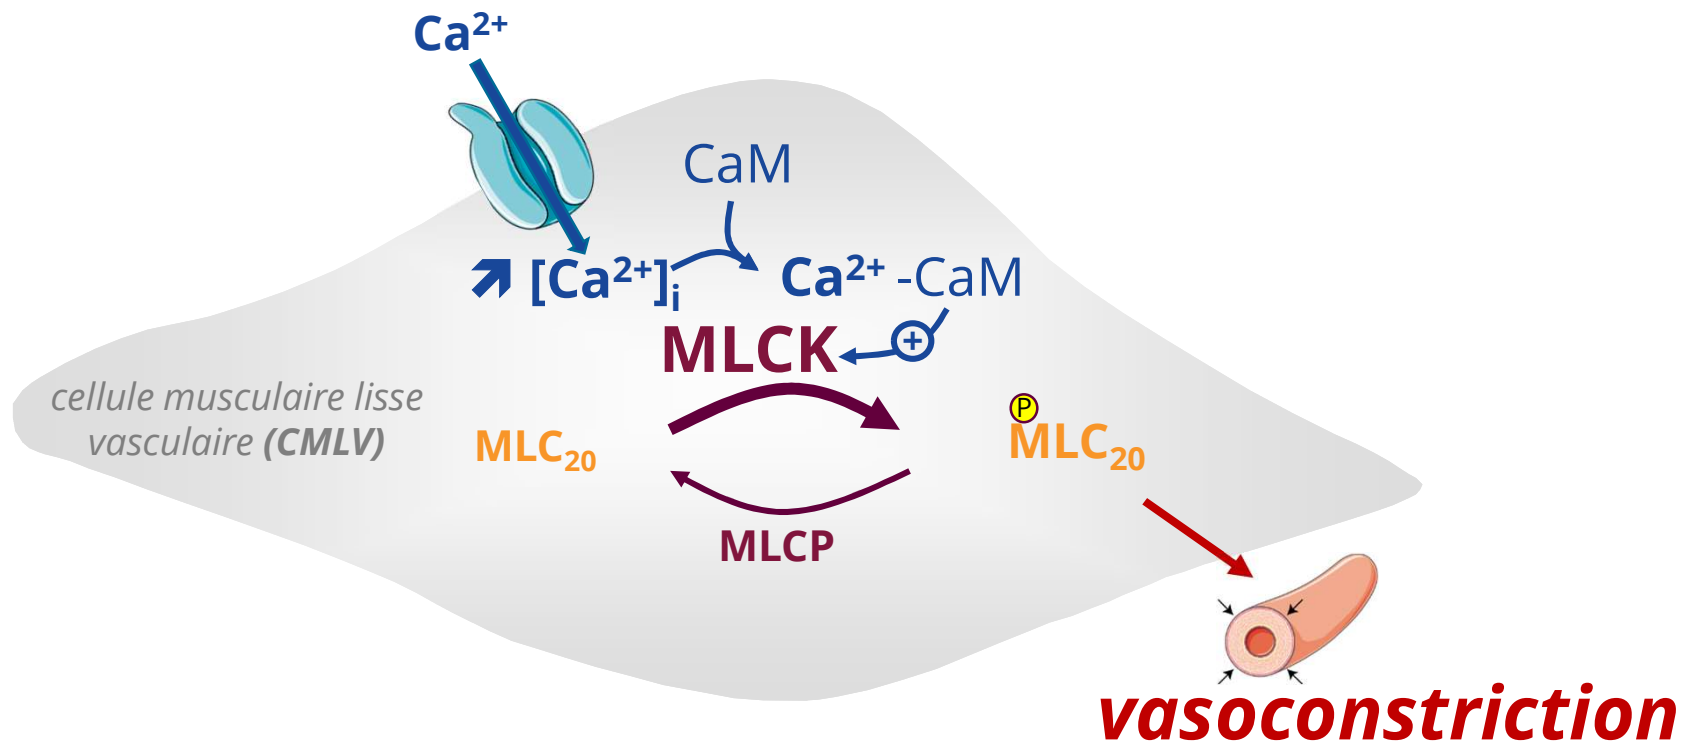 Ca²⁺
CaM
[Ca²⁺]ᵢ
Ca²⁺ -CaM
+
MLCK
cellule musculaire lisse
vasculaire (CMLV)
P
MLC₂₀
MLC₂₀
MLCP
vasoconstriction